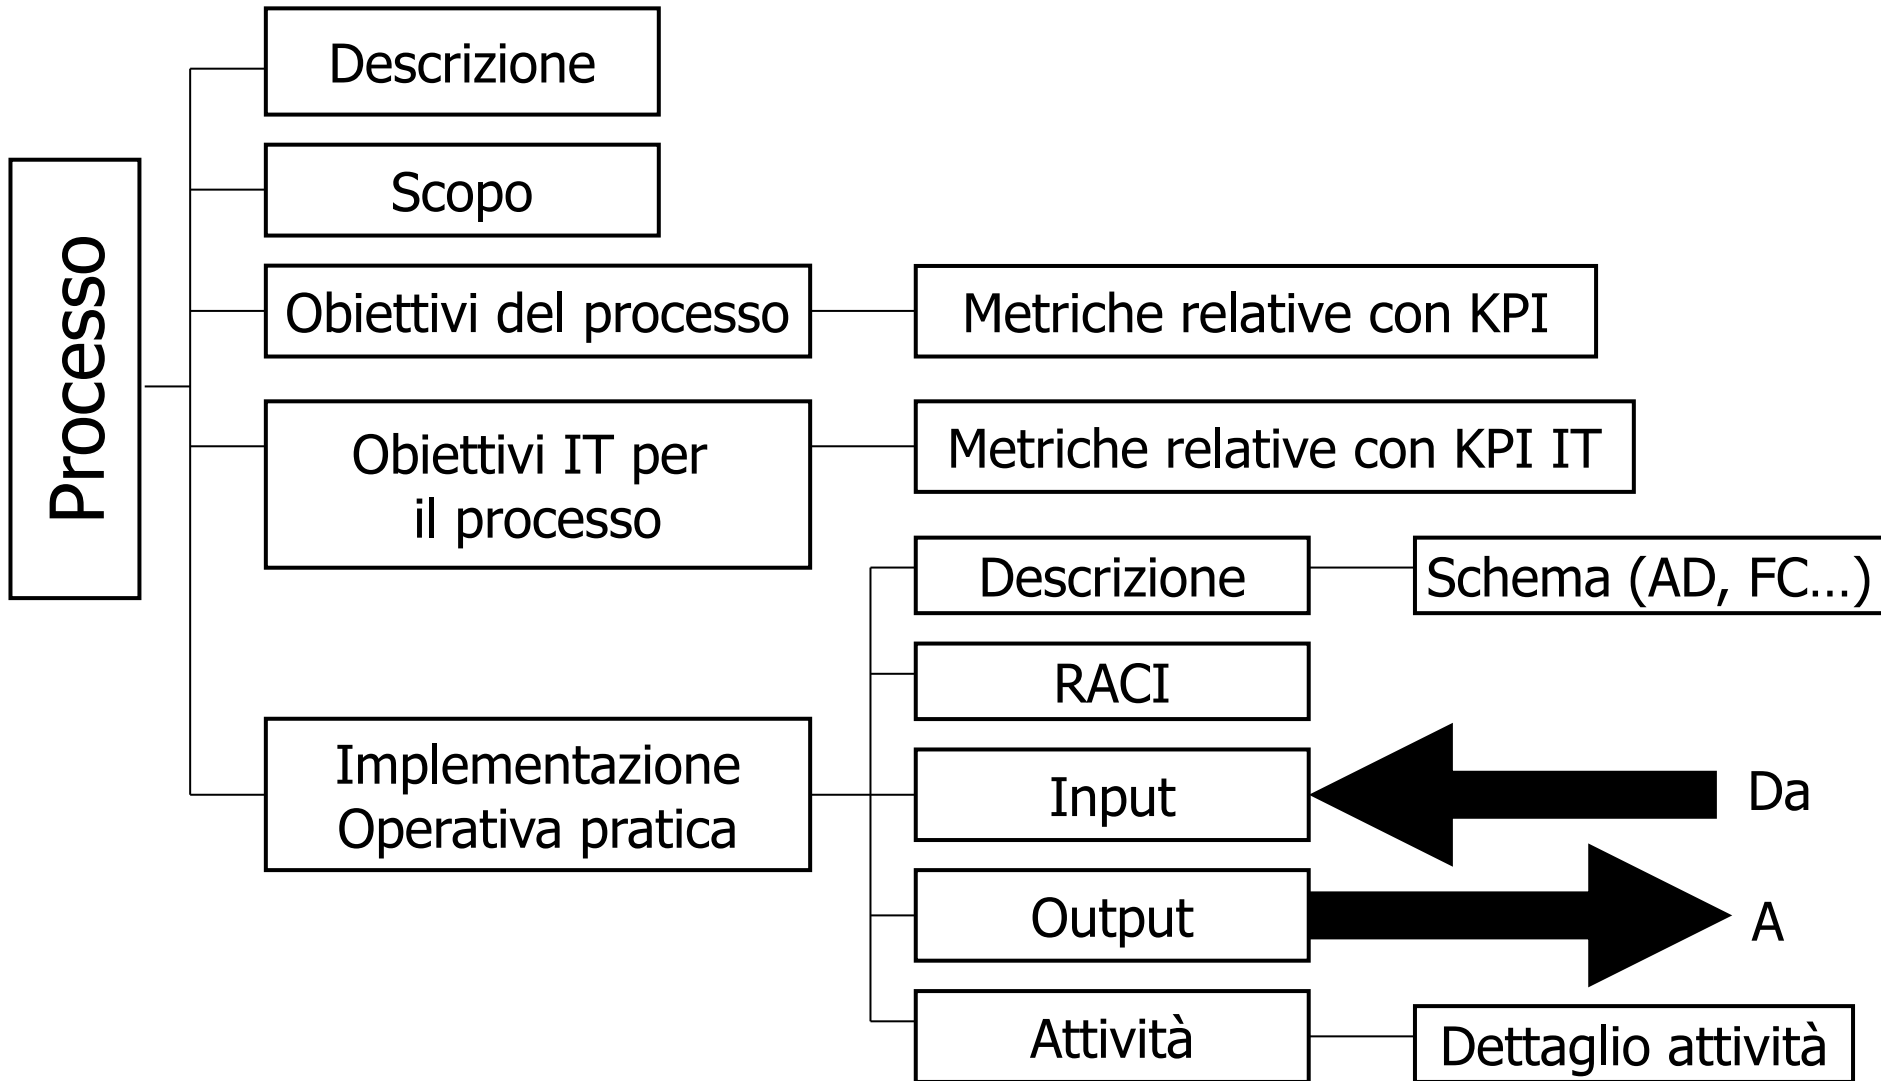 Processo
Descrizione
Scopo
Obiettivi del processo
Metriche relative con KPI
Obiettivi IT per
il processo
Metriche relative con KPI IT
Implementazione
Operativa pratica
Descrizione
Schema (AD, FC...)
RACI
Input
Da
Output
A
Attività
Dettaglio attività